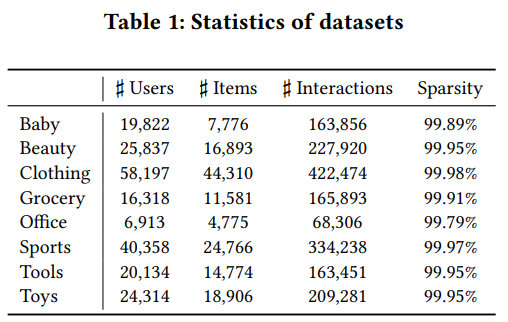 Table 1: Statistics of datasets
♯ Users ♯ Items ♯ Interactions Sparsity
Baby 19,822 7,776 163,856 99.89%
Beauty 25,837 16,893 227,920 99.95%
Clothing 58,197 44,310 422,474 99.98%
Grocery 16,318 11,581 165,893 99.91%
Office 6,913 4,775 68,306 99.79%
Sports 40,358 24,766 334,238 99.97%
Tools 20,134 14,774 163,451 99.95%
Toys 24,314 18,906 209,281 99.95%